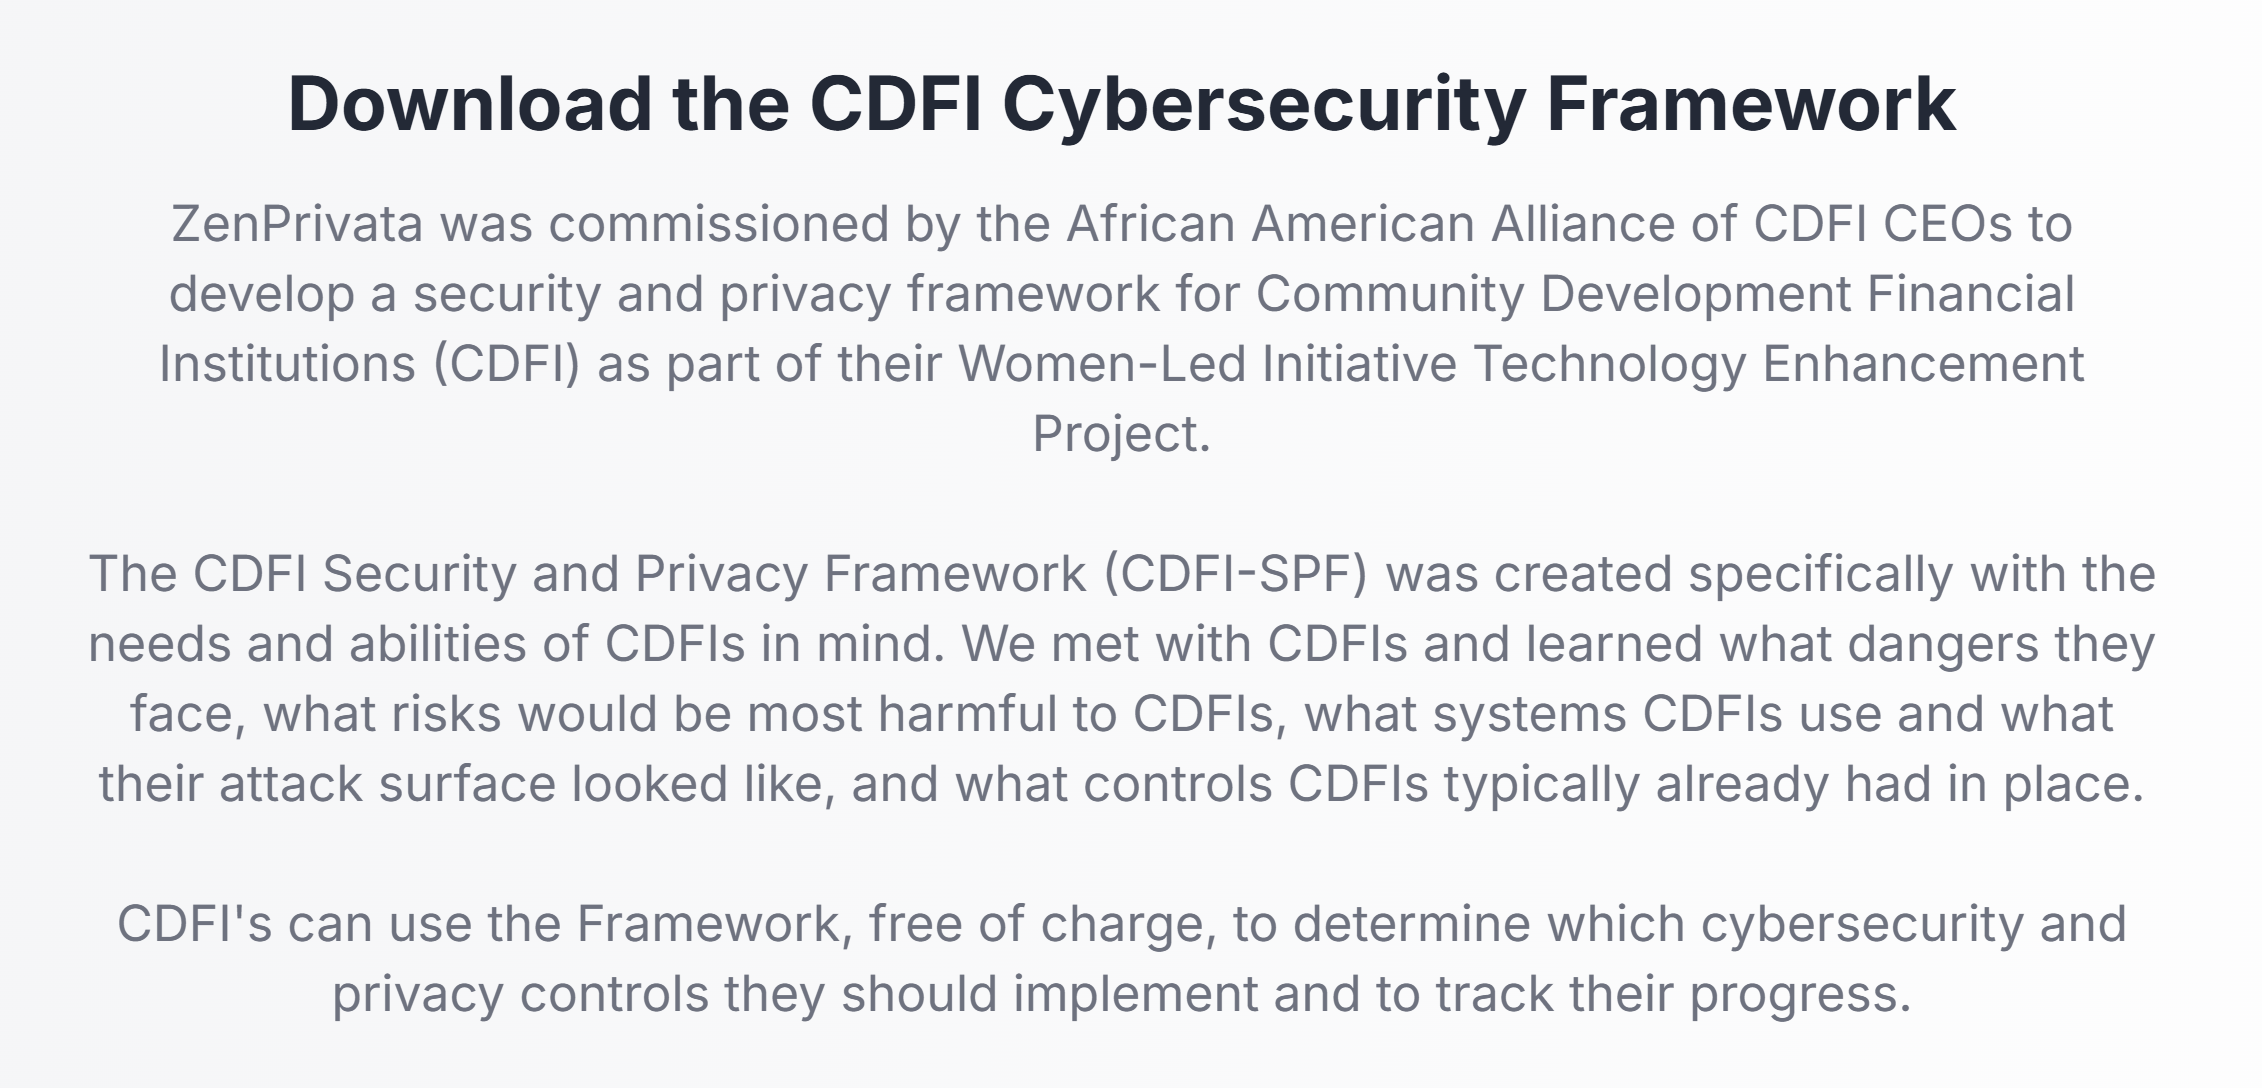 Download the CDFI Cybersecurity Framework
ZenPrivata was commissioned by the African American Alliance of CDFI CEOs to
develop a security and privacy framework for Community Development Financial
Institutions (CDFI) as part of their Women-Led Initiative Technology Enhancement
Project.
The CDFI Security and Privacy Framework (CDFI-SPF) was created specifically with the
needs and abilities of CDFIs in mind. We met with CDFIs and learned what dangers they
face, what risks would be most harmful to CDFIs, what systems CDFIs use and what
their attack surface looked like, and what controls CDFIs typically already had in place.
CDFI's can use the Framework, free of charge, to determine which cybersecurity and
privacy controls they should implement and to track their progress.